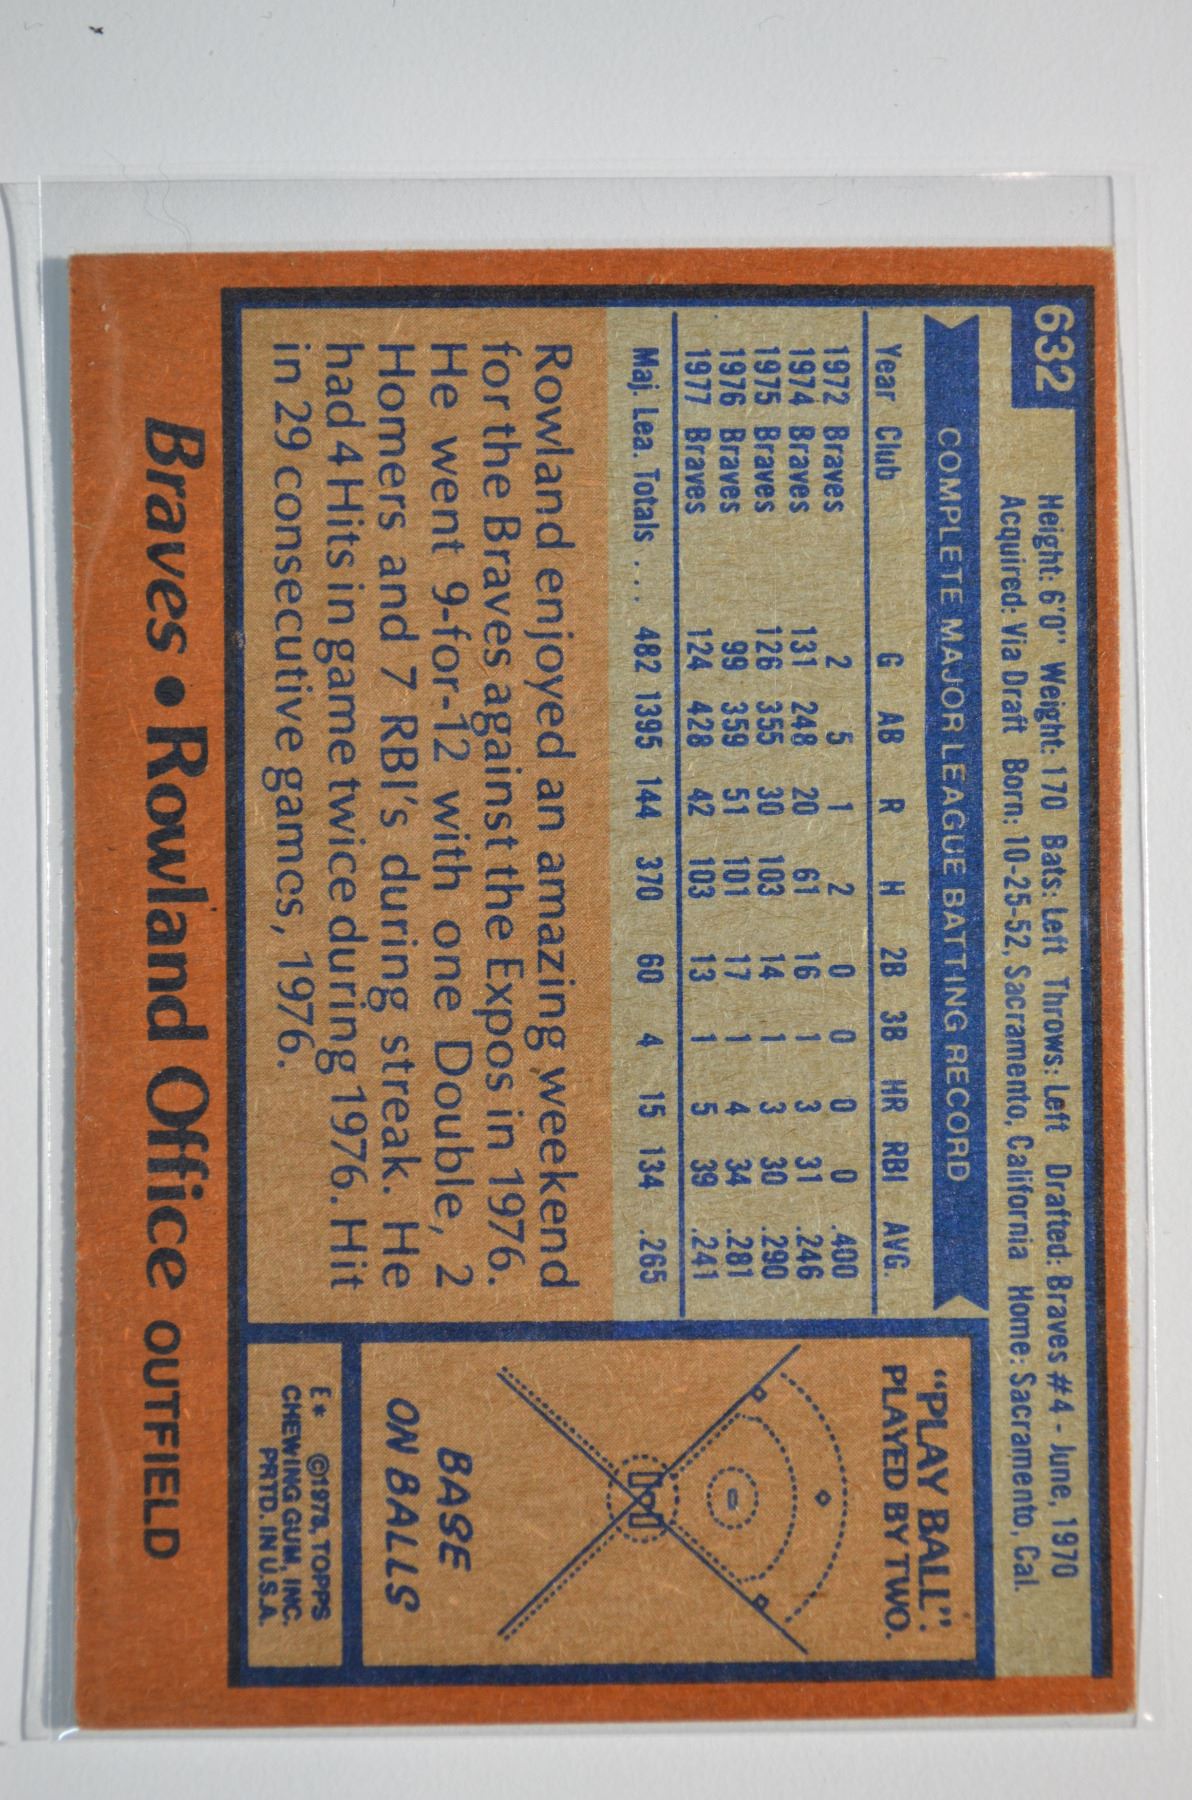 632
Height: 6'0" Weight: 170 Bats: Left Throws: Left Drafted: Braves #4 - June, 1970
Acquired: Via Draft Born: 10-25-52, Sacramento, California Home: Sacramento, Cal.
COMPLETE MAJOR LEAGUE BATTING RECORD
Year Club G AB R H 2B 3B HR RBI AVG.
1972 Braves 2 5 1 2 0 0 0 0 .400
1974 Braves 131 248 20 61 16 1 3 31 .246
1975 Braves 126 355 30 103 14 1 3 30 .290
1976 Braves 99 359 51 101 17 1 4 34 .281
1977 Braves 124 428 42 103 13 1 5 39 .241
Maj. Lea. Totals .... 482 1395 144 370 60 4 15 134 .265
Rowland enjoyed an amazing weekend
for the Braves against the Expos in 1976.
He went 9-for-12 with one Double, 2
Homers and 7 RBI's during streak. He
had 4 Hits in game twice during 1976. Hit
in 29 consecutive games, 1976.
"PLAY BALL".
PLAYED BY TWO.
BASE
ON BALLS
E* ©1978, TOPPS
CHEWING GUM, INC.
PRTD. IN U.S.A.
Braves • Rowland Office OUTFIELD